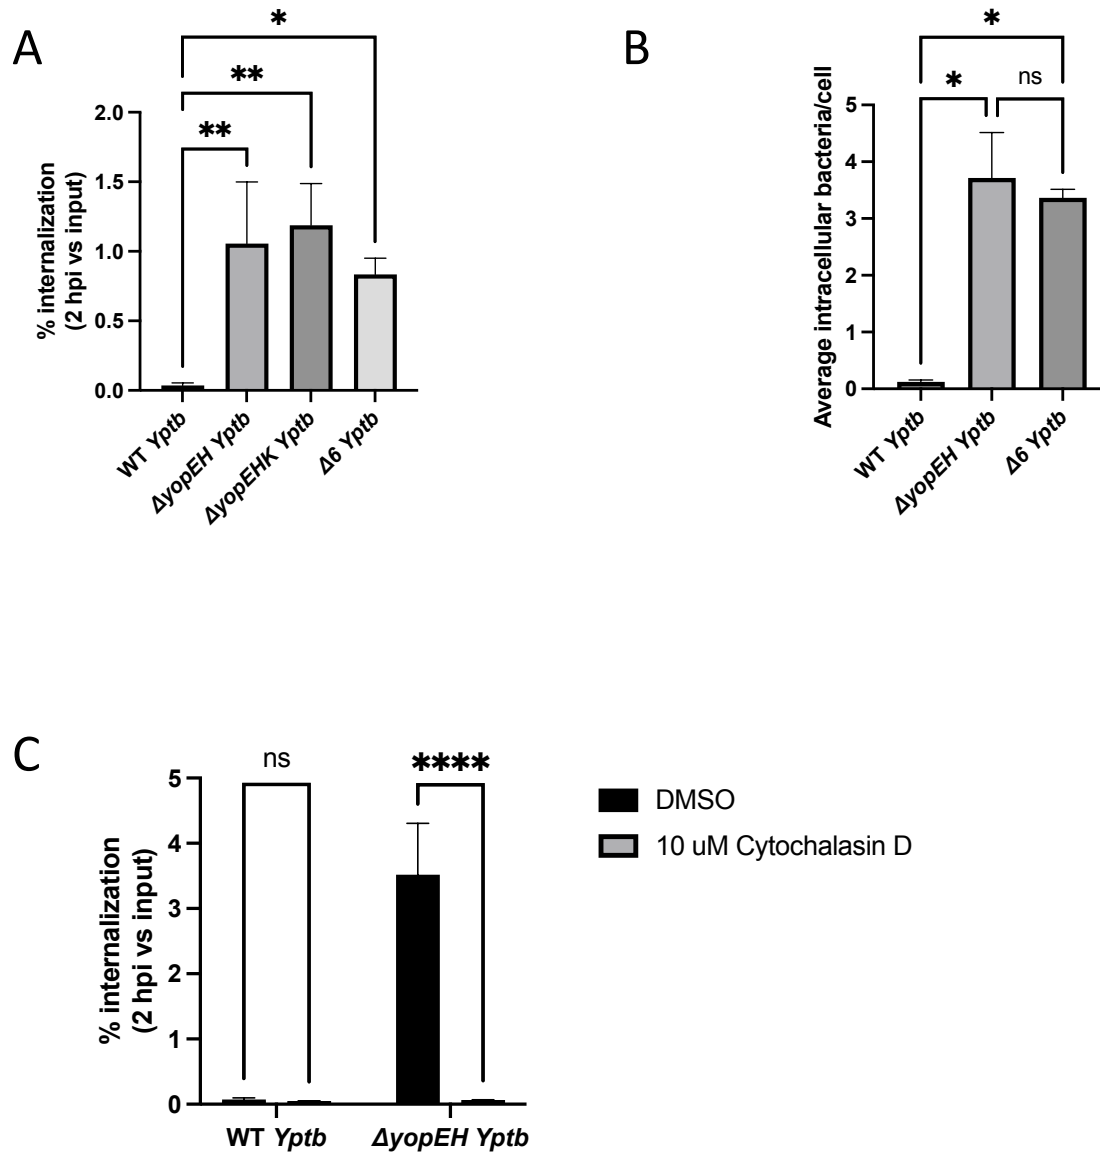 A
*
**
**
2.0
1.5
1.0
0.5
0.0
% internalization
(2 hpi vs input)
WT Yptb
ΔyopEH Yptb
ΔyopEHK Yptb
Δ6 Yptb
B
*
*
ns
5
4
3
2
1
0
Average intracellular bacteria/cell
WT Yptb
ΔyopEH Yptb
Δ6 Yptb
C
ns
****
5
4
3
2
1
0
% internalization
(2 hpi vs input)
WT Yptb
ΔyopEH Yptb
DMSO
10 uM Cytochalasin D